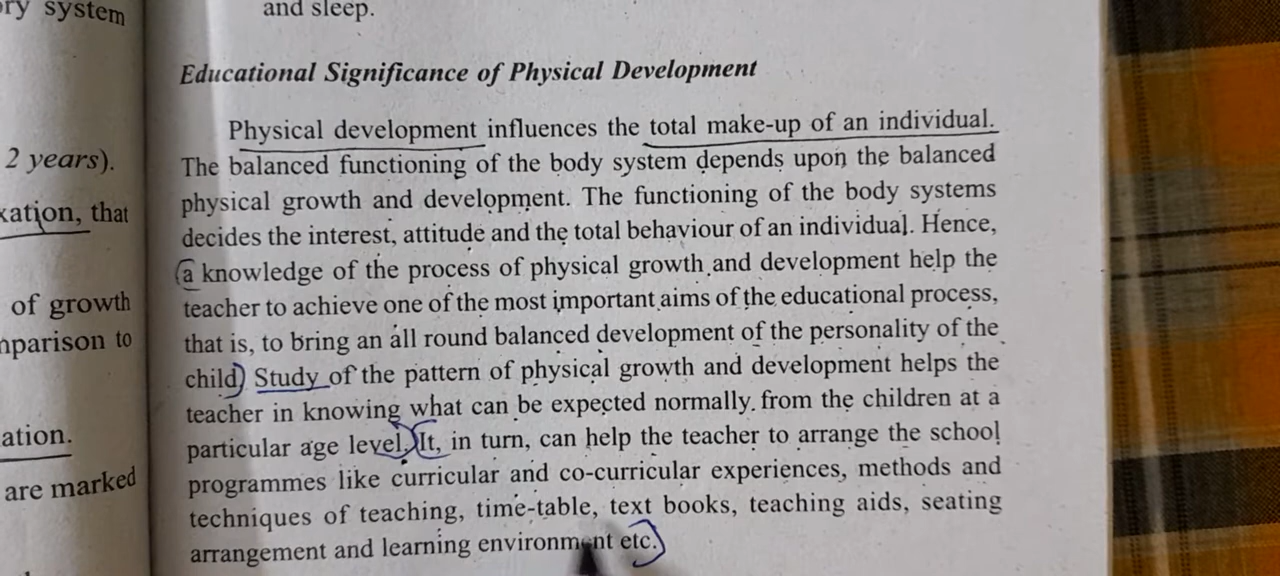 ry system
2 years).
that
of growth
mparison to
ation.
are marked
and sleep.
Educational Significance of Physical Development
Physical development influences the total make-up of an individual.
The balanced functioning of the body system depends upon the balanced
physical growth and development. The functioning of the body systems
decides the interest, attitude and the total behaviour of an individual. Hence,
a knowledge of the process of physical growth and development help the
teacher to achieve one of the most important aims of the educational process,
that is, to bring an all round balanced development of the personality of the
child. Study of the pattern of physical growth and development helps the
teacher in knowing what can be expected normally from the children at a
particular age level. It, in turn, can help the teacher to arrange the school
programmes like curricular and co-curricular experiences, methods and
techniques of teaching, time-table, text books, teaching aids, seating
arrangement and learning environment etc.